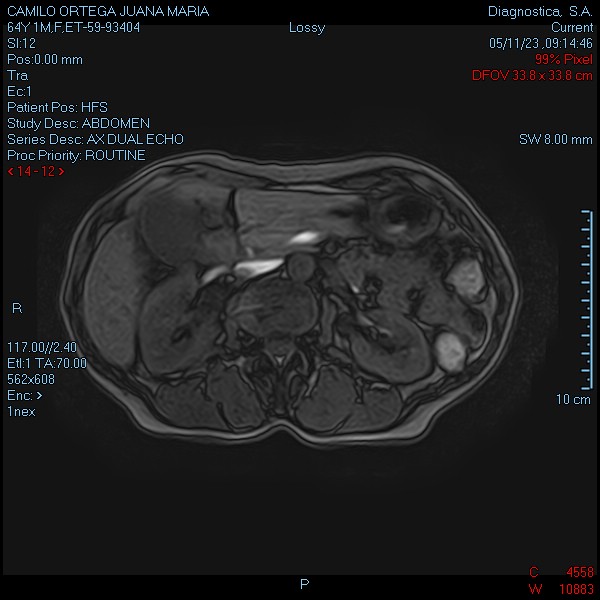 CAMILO ORTEGA JUANA MARIA
64Y 1M,F,ET-59-93404
Sl:12
Pos:0.00 mm
Tra
Ec:1
Patient Pos: HFS
Study Desc: ABDOMEN
Series Desc: AX DUAL ECHO
Proc Priority: ROUTINE
< 14 - 12 >
Lossy
Diagnostica, S.A.
Current
05/11/23 ,09:14:46
99% Pixel
DFOV 33.8 x 33.8 cm
SW 8.00 mm
R
117.00//2.40
Etl:1 TA:70.00
562x608
Enc: >
1nex
10 cm
P
C 4558
W 10883